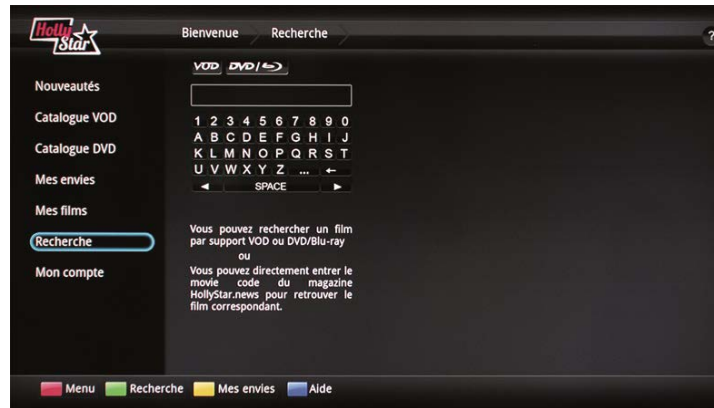 Holly Star
Bienvenue Recherche ?
VOD DVD/
Nouveautés
Catalogue VOD
Catalogue DVD
Mes envies
Mes films
Recherche
Mon compte
1 2 3 4 5 6 7 8 9 0
A B C D E F G H I J
K L M N O P Q R S T
U V W X Y Z ... ←
◄ SPACE ►
Vous pouvez rechercher un film
par support VOD ou DVD/Blu-ray
ou
Vous pouvez directement entrer le
movie code du magazine
HollyStar.news pour retrouver le
film correspondant.
Menu Recherche Mes envies Aide